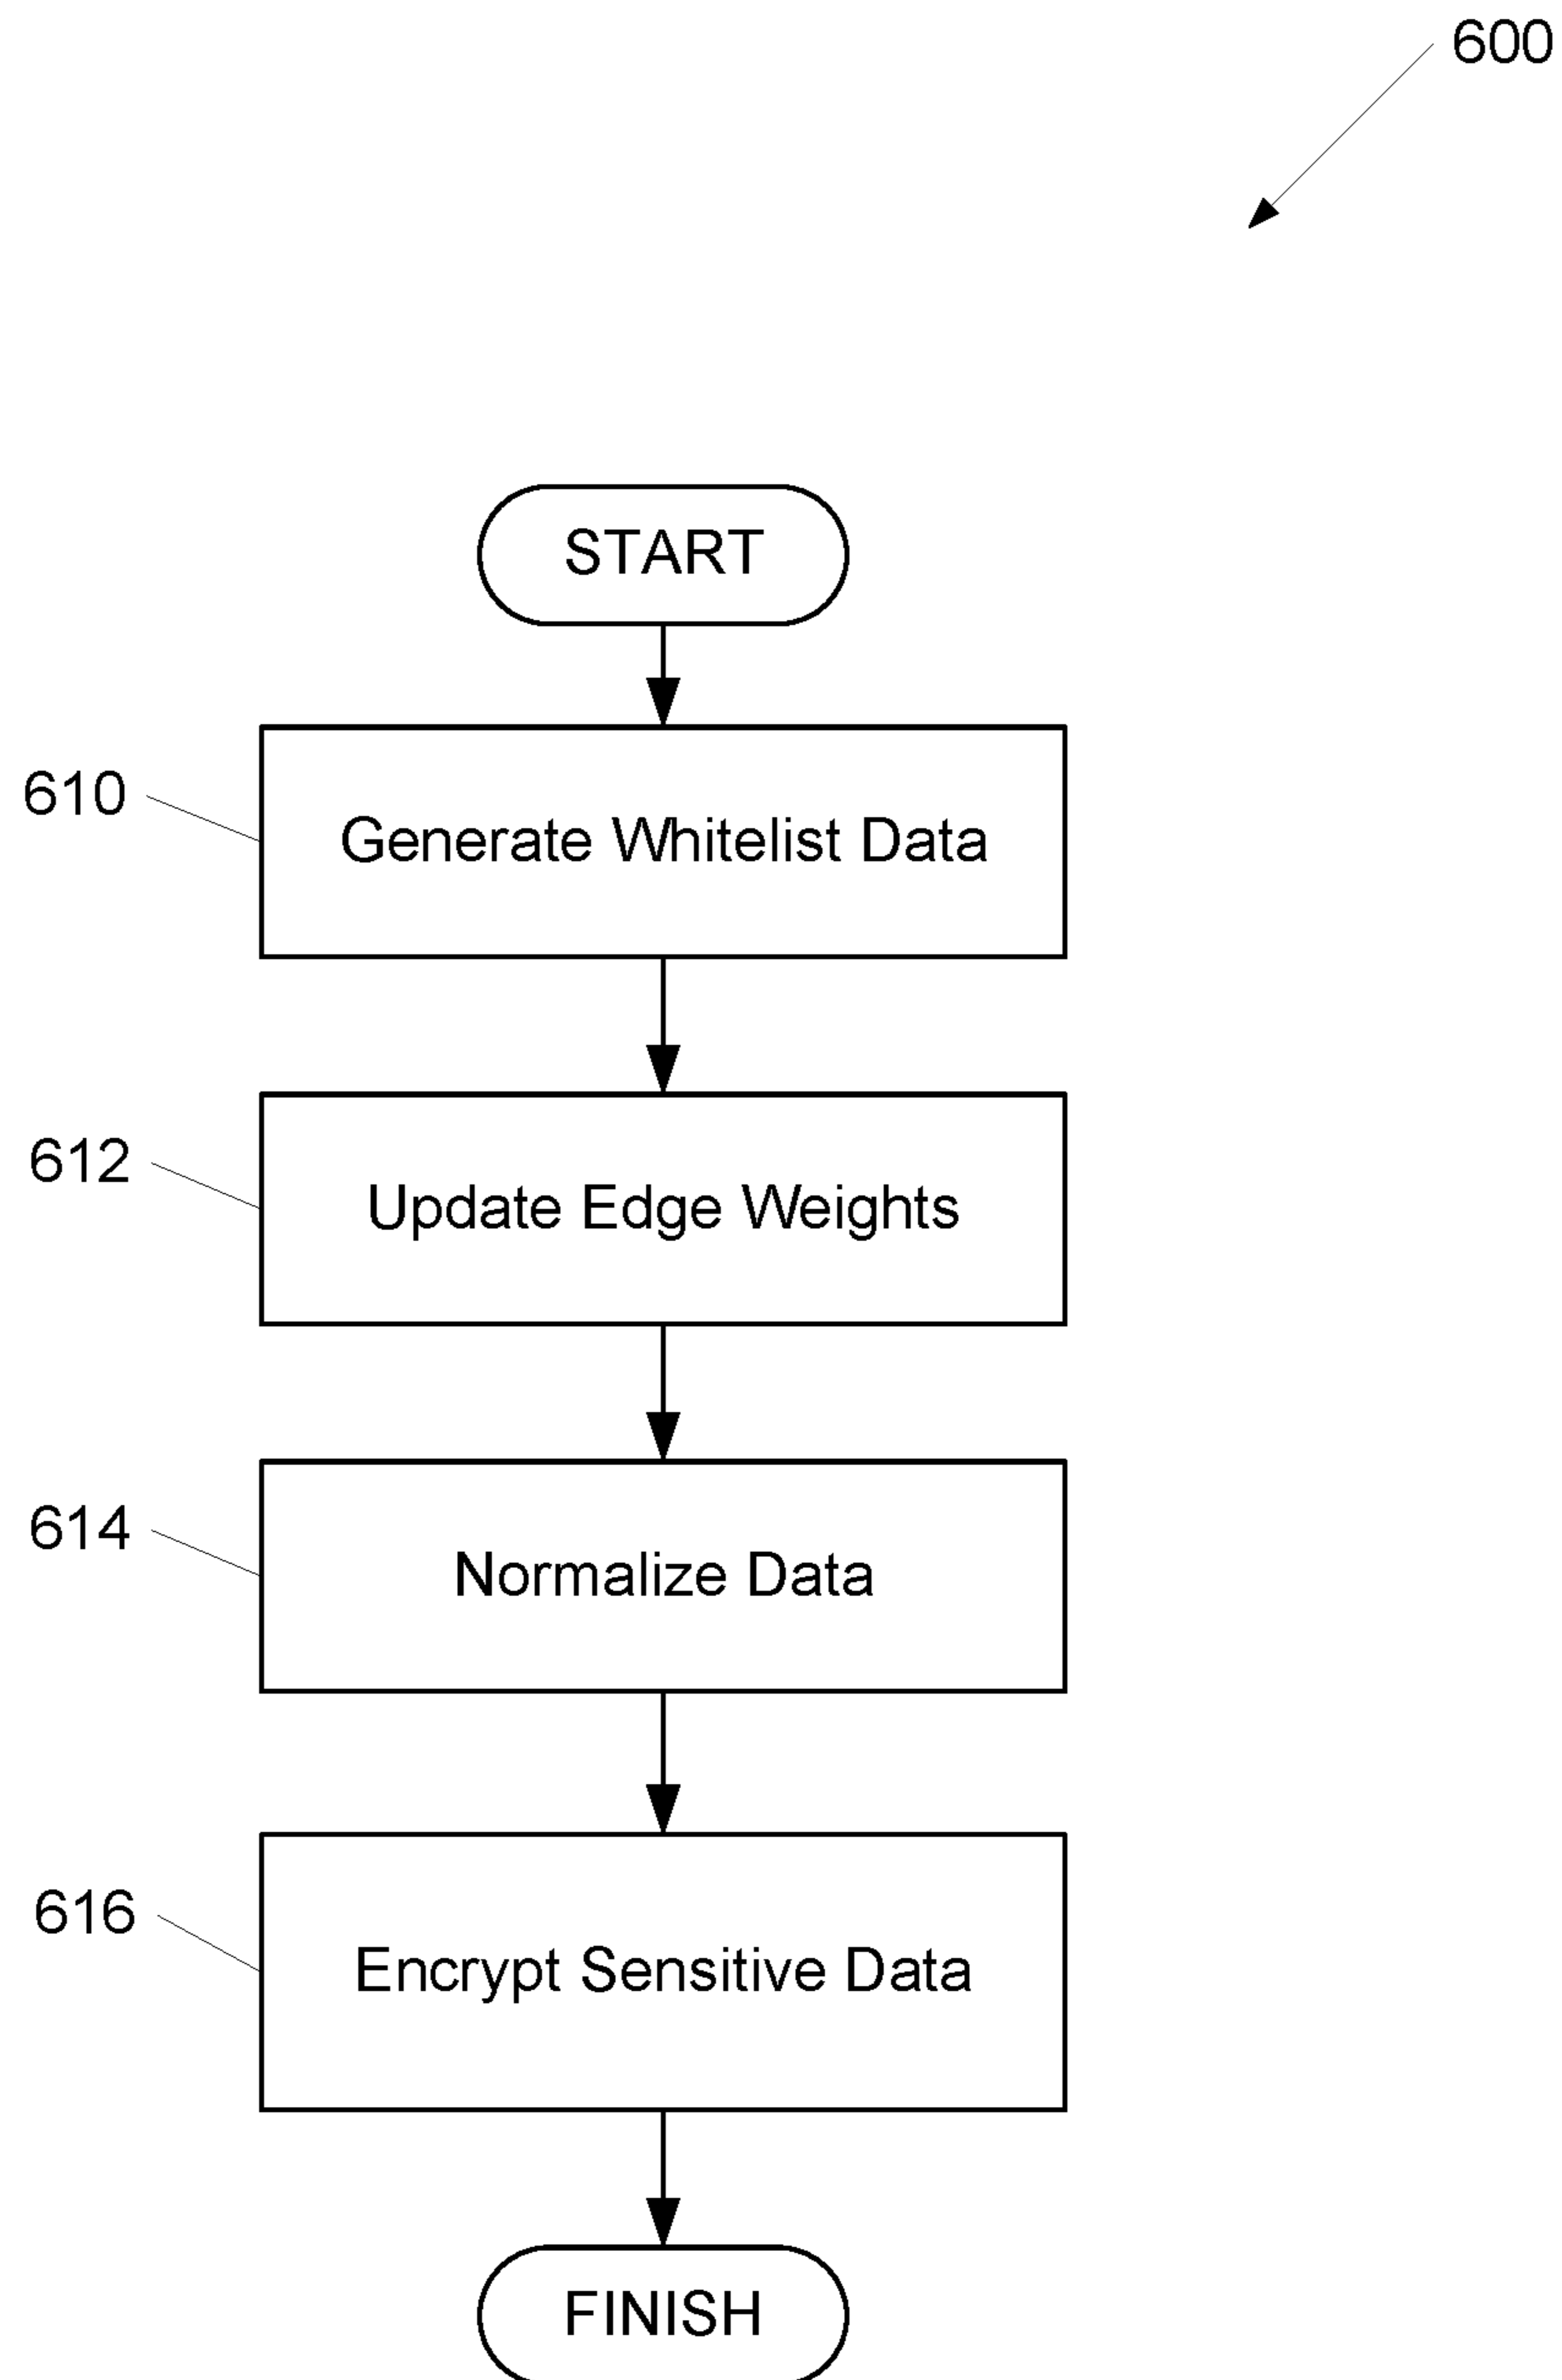 600
START
610
Generate Whitelist Data
612
Update Edge Weights
614
Normalize Data
616
Encrypt Sensitive Data
FINISH